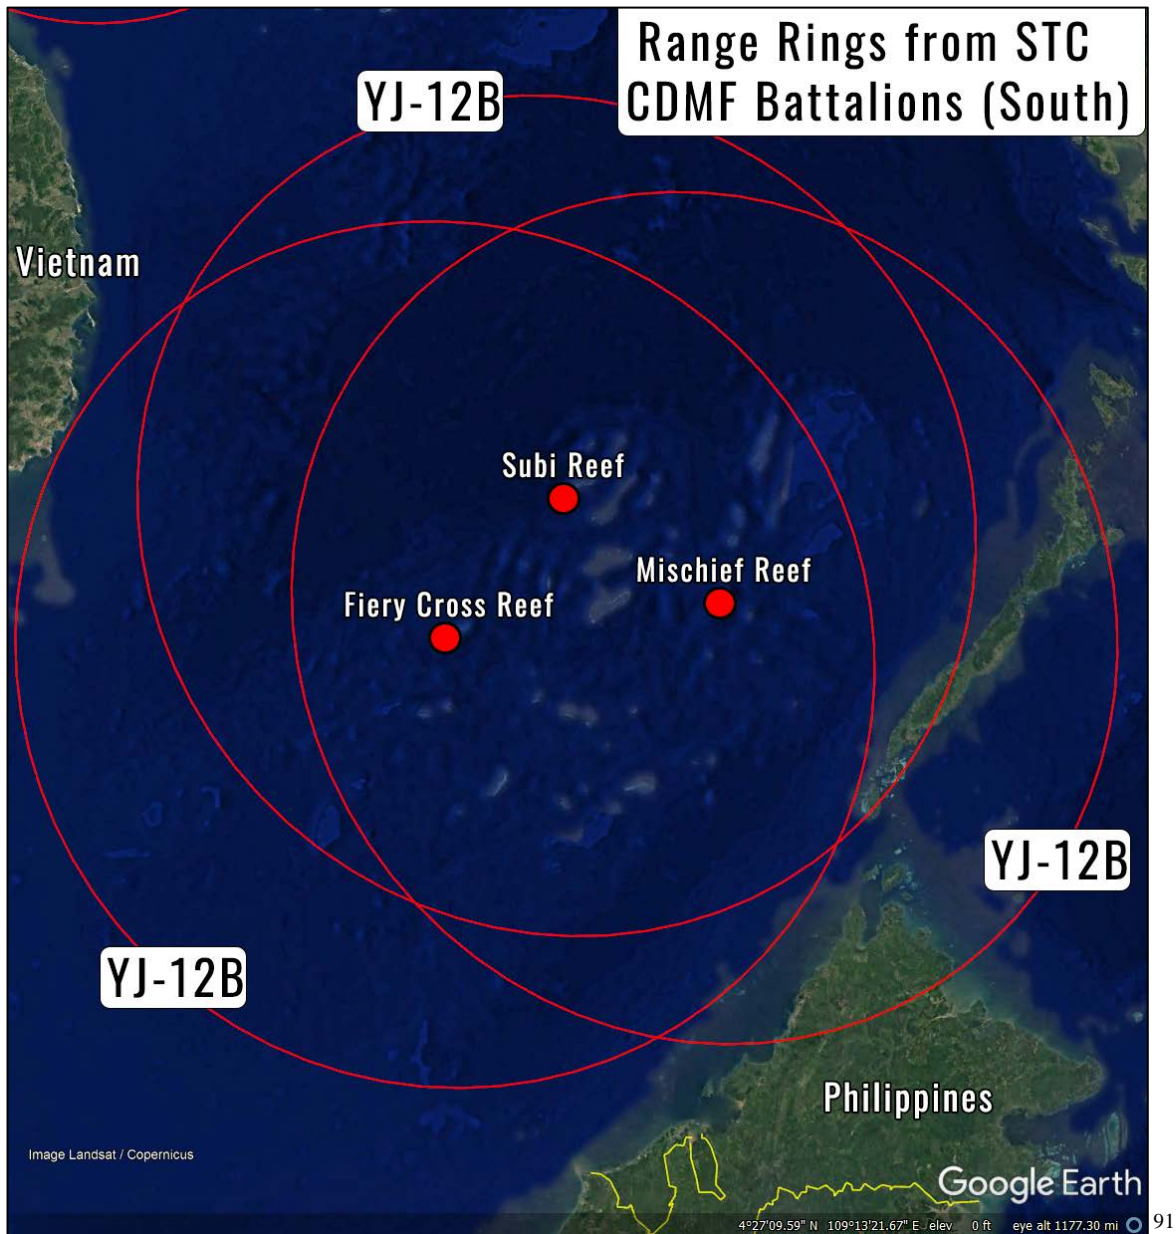 Range Rings from STC
CDMF Battalions (South)
YJ-12B
Vietnam
Subi Reef
Mischief Reef
Fiery Cross Reef
YJ-12B
YJ-12B
Philippines
Image Landsat / Copernicus
Google Earth
4°27'09.59" N 109°13'21.67" E elev 0 ft eye alt 1177.30 mi
91